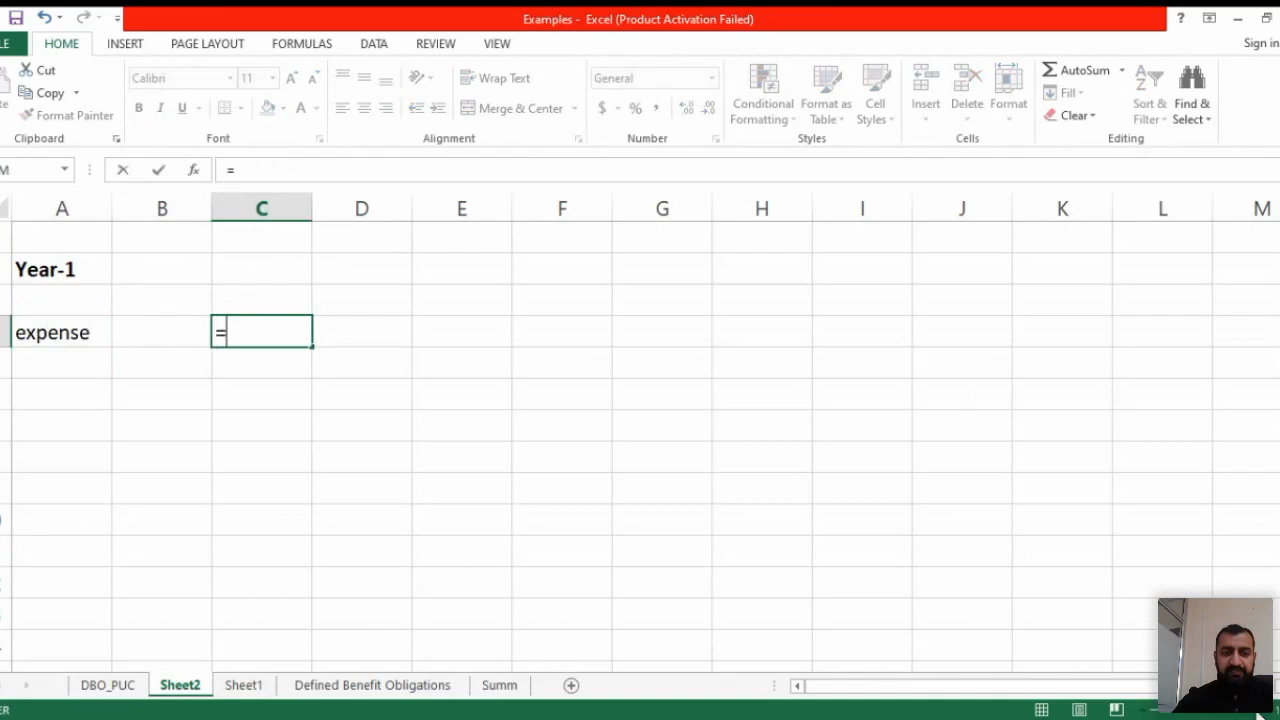 Examples - Excel (Product Activation Failed)
?
LE HOME INSERT PAGE LAYOUT FORMULAS DATA REVIEW VIEW Sign in
Cut
Copy
Format Painter
Calibri 11 A A
B I U A
Wrap Text
Merge & Center
General
$ % , .0 .00
Conditional Formatting
Format as Table
Cell Styles
Insert Delete Format
AutoSum
Fill
Clear
Sort & Filter
Find & Select
Clipboard Font Alignment Number Styles Cells Editing
M fx =
A B C D E F G H I J K L M
Year-1
expense =
DBO_PUC Sheet2 Sheet1 Defined Benefit Obligations Summ
ER